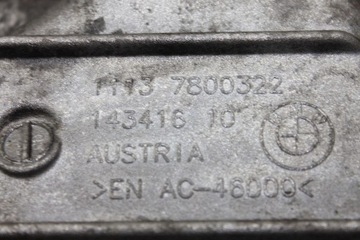 1113 7800322
143416 10
AUSTRIA
>EN AC-46000<